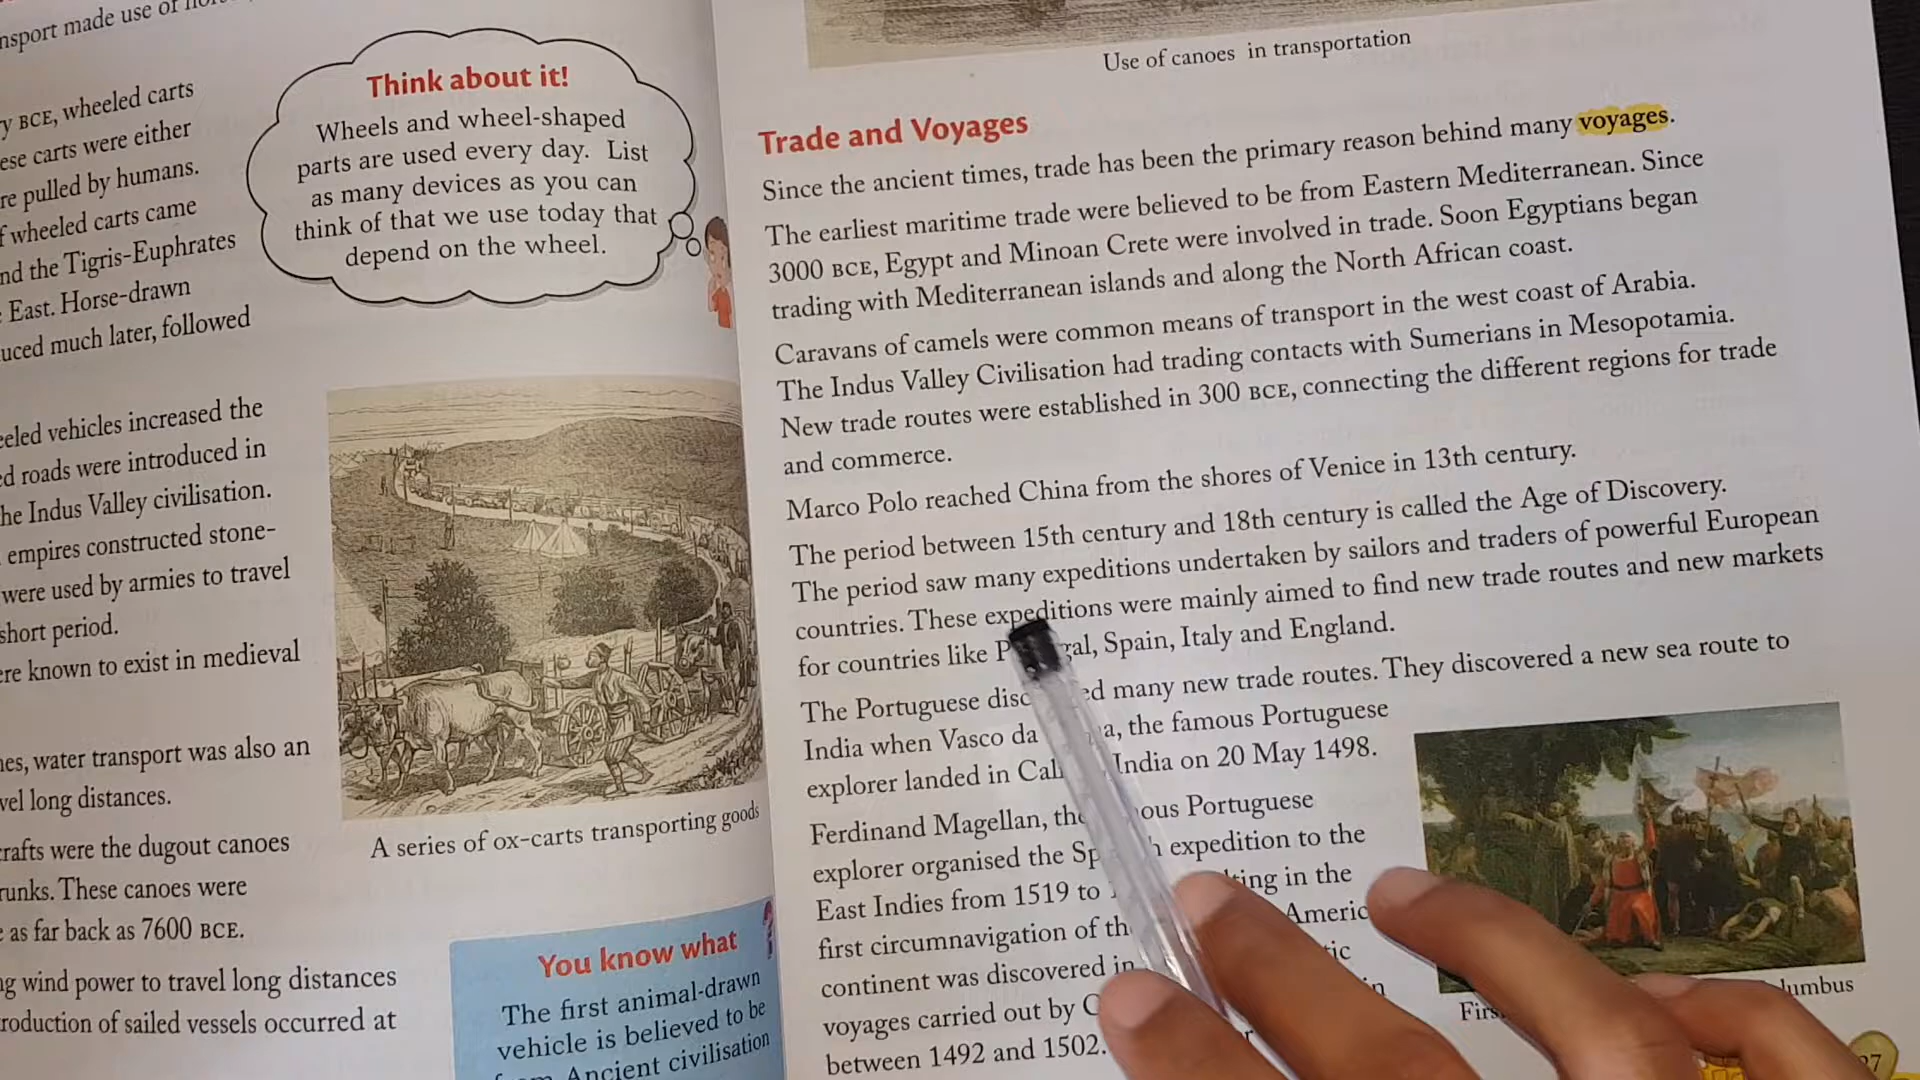 nsport made use of
y BCE, wheeled carts
ese carts were either
re pulled by humans.
f wheeled carts came
nd the Tigris-Euphrates
East. Horse-drawn
uced much later, followed
eeled vehicles increased the
ed roads were introduced in
he Indus Valley civilisation.
empires constructed stone-
were used by armies to travel
short period.
ere known to exist in medieval
nes, water transport was also an
vel long distances.
rafts were the dugout canoes
runks. These canoes were
as far back as 7600 BCE.
g wind power to travel long distances
roduction of sailed vessels occurred at
Think about it!
Wheels and wheel-shaped
parts are used every day. List
as many devices as you can
think of that we use today that
depend on the wheel.
A series of ox-carts transporting goods
You know what
The first animal-drawn
vehicle is believed to be
Ancient civilisation
Use of canoes in transportation
Trade and Voyages
Since the ancient times, trade has been the primary reason behind many voyages.
The earliest maritime trade were believed to be from Eastern Mediterranean. Since
3000 BCE, Egypt and Minoan Crete were involved in trade. Soon Egyptians began
trading with Mediterranean islands and along the North African coast.
Caravans of camels were common means of transport in the west coast of Arabia.
The Indus Valley Civilisation had trading contacts with Sumerians in Mesopotamia.
New trade routes were established in 300 BCE, connecting the different regions for trade
and commerce.
Marco Polo reached China from the shores of Venice in 13th century.
The period between 15th century and 18th century is called the Age of Discovery.
The period saw many expeditions undertaken by sailors and traders of powerful European
countries. These expeditions were mainly aimed to find new trade routes and new markets
for countries like P gal, Spain, Italy and England.
The Portuguese disc ed many new trade routes. They discovered a new sea route to
India when Vasco da a, the famous Portuguese
explorer landed in Cal India on 20 May 1498.
Ferdinand Magellan, the ous Portuguese
explorer organised the Sp h expedition to the
East Indies from 1519 to ting in the
first circumnavigation of th Americ
continent was discovered in tic
voyages carried out by C in
between 1492 and 1502. r
Firs lumbus
27